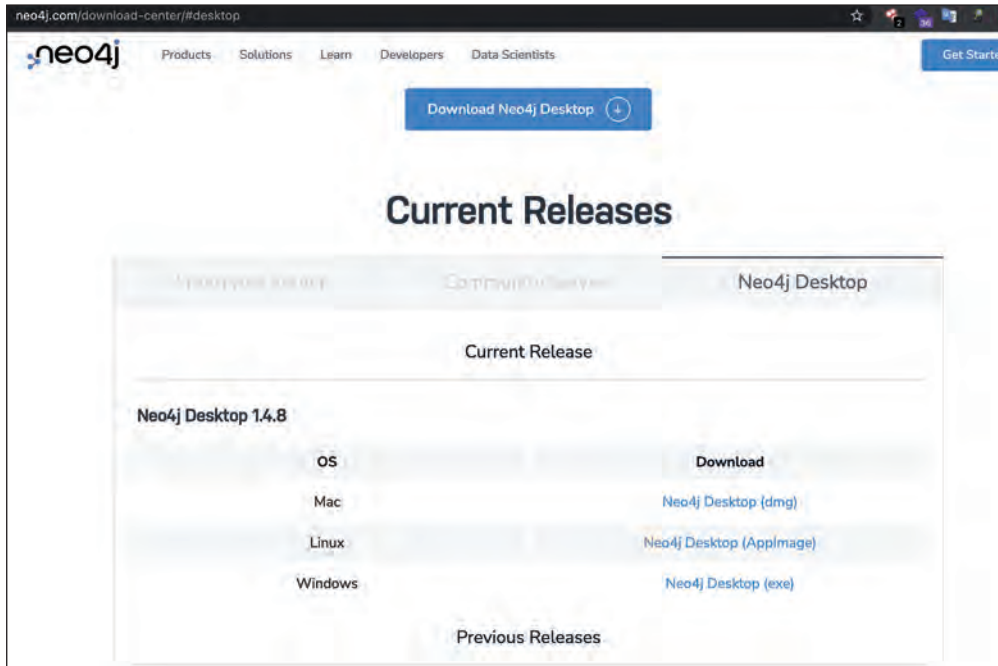 neo4j.com/download-center/#desktop
neo4j Products Solutions Learn Developers Data Scientists Get Starte
Download Neo4j Desktop
Current Releases
Neo4j Desktop
Current Release
Neo4j Desktop 1.4.8
OS Download
Mac Neo4j Desktop (dmg)
Linux Neo4j Desktop (AppImage)
Windows Neo4j Desktop (exe)
Previous Releases